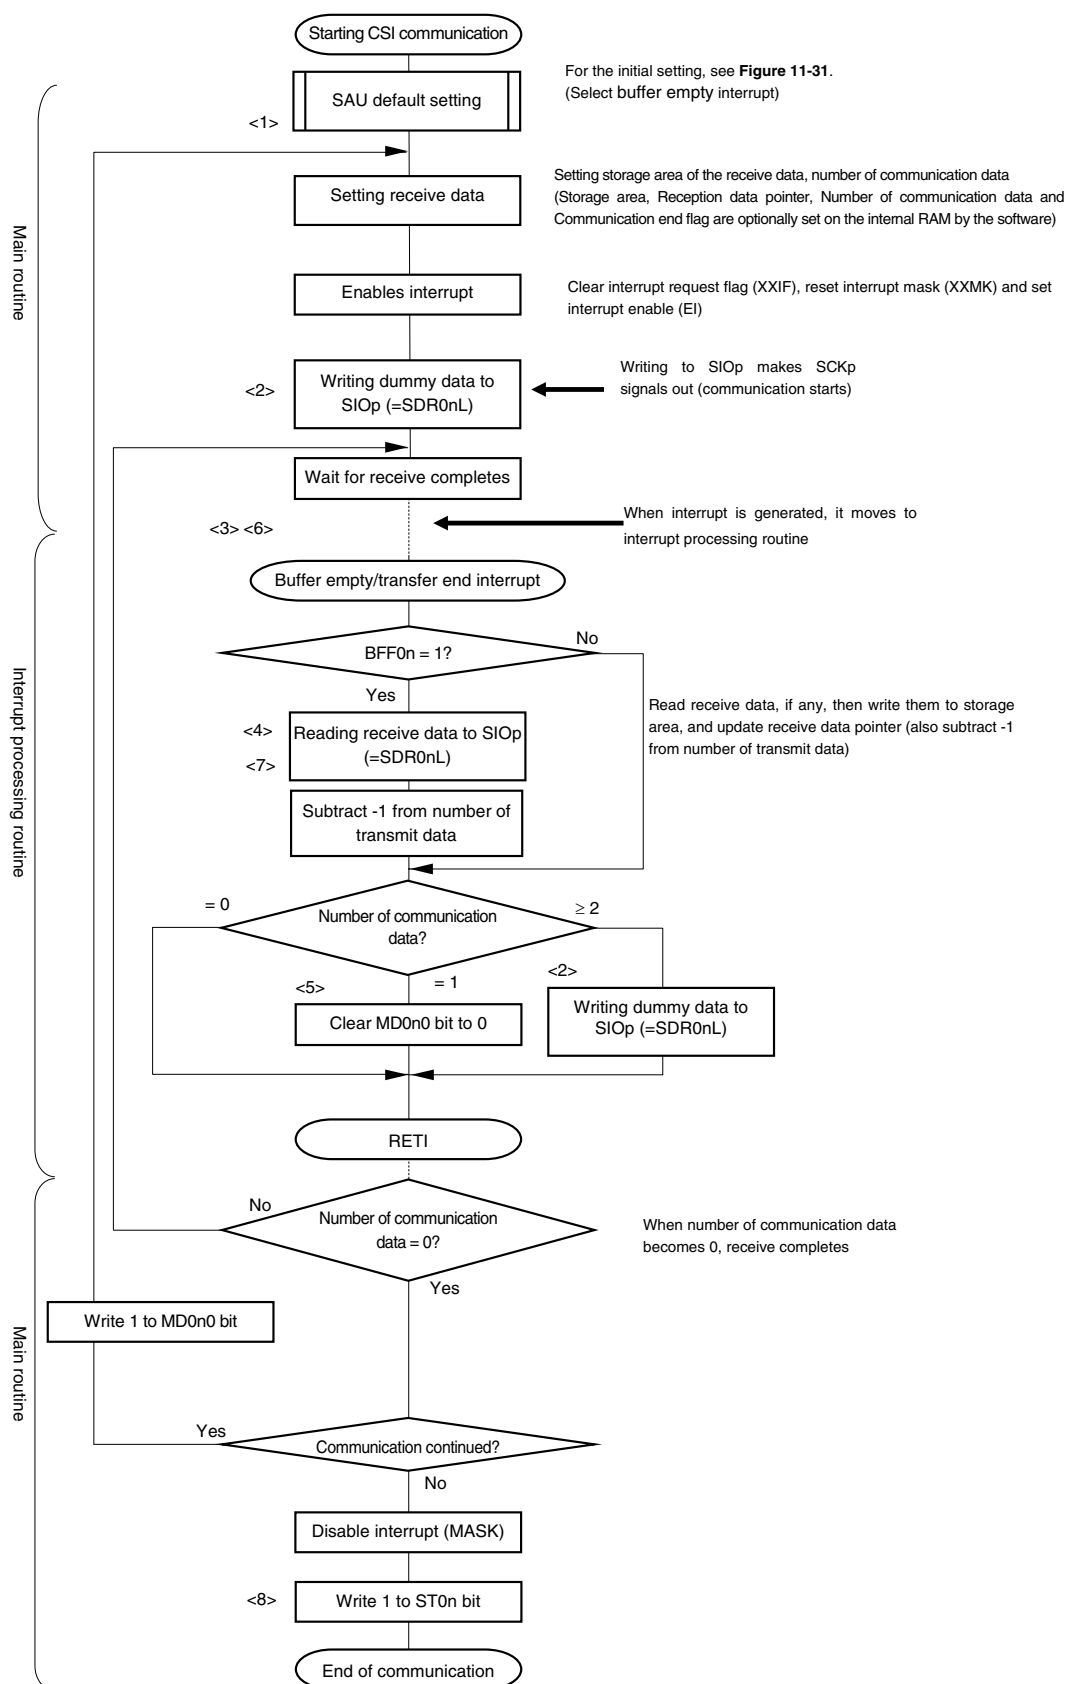 Starting CSI communication
For the initial setting, see Figure 11-31.
(Select buffer empty interrupt)
SAU default setting
<1>
Setting receive data
Setting storage area of the receive data, number of communication data
(Storage area, Reception data pointer, Number of communication data and
Communication end flag are optionally set on the internal RAM by the software)
Main routine
Enables interrupt
Clear interrupt request flag (XXIF), reset interrupt mask (XXMK) and set
interrupt enable (EI)
<2>
Writing dummy data to
SIOp (=SDR0nL)
Writing to SIOp makes SCKp
signals out (communication starts)
Wait for receive completes
<3> <6>
When interrupt is generated, it moves to
interrupt processing routine
Buffer empty/transfer end interrupt
BFF0n = 1?
No
Yes
Interrupt processing routine
<4>
<7>
Reading receive data to SIOp
(=SDR0nL)
Read receive data, if any, then write them to storage
area, and update receive data pointer (also subtract -1
from number of transmit data)
Subtract -1 from number of
transmit data
= 0
Number of communication
data?
≥ 2
= 1
<5>
Clear MD0n0 bit to 0
<2>
Writing dummy data to
SIOp (=SDR0nL)
RETI
No
Number of communication
data = 0?
Yes
When number of communication data
becomes 0, receive completes
Write 1 to MD0n0 bit
Main routine
Yes
Communication continued?
No
Disable interrupt (MASK)
<8>
Write 1 to ST0n bit
End of communication